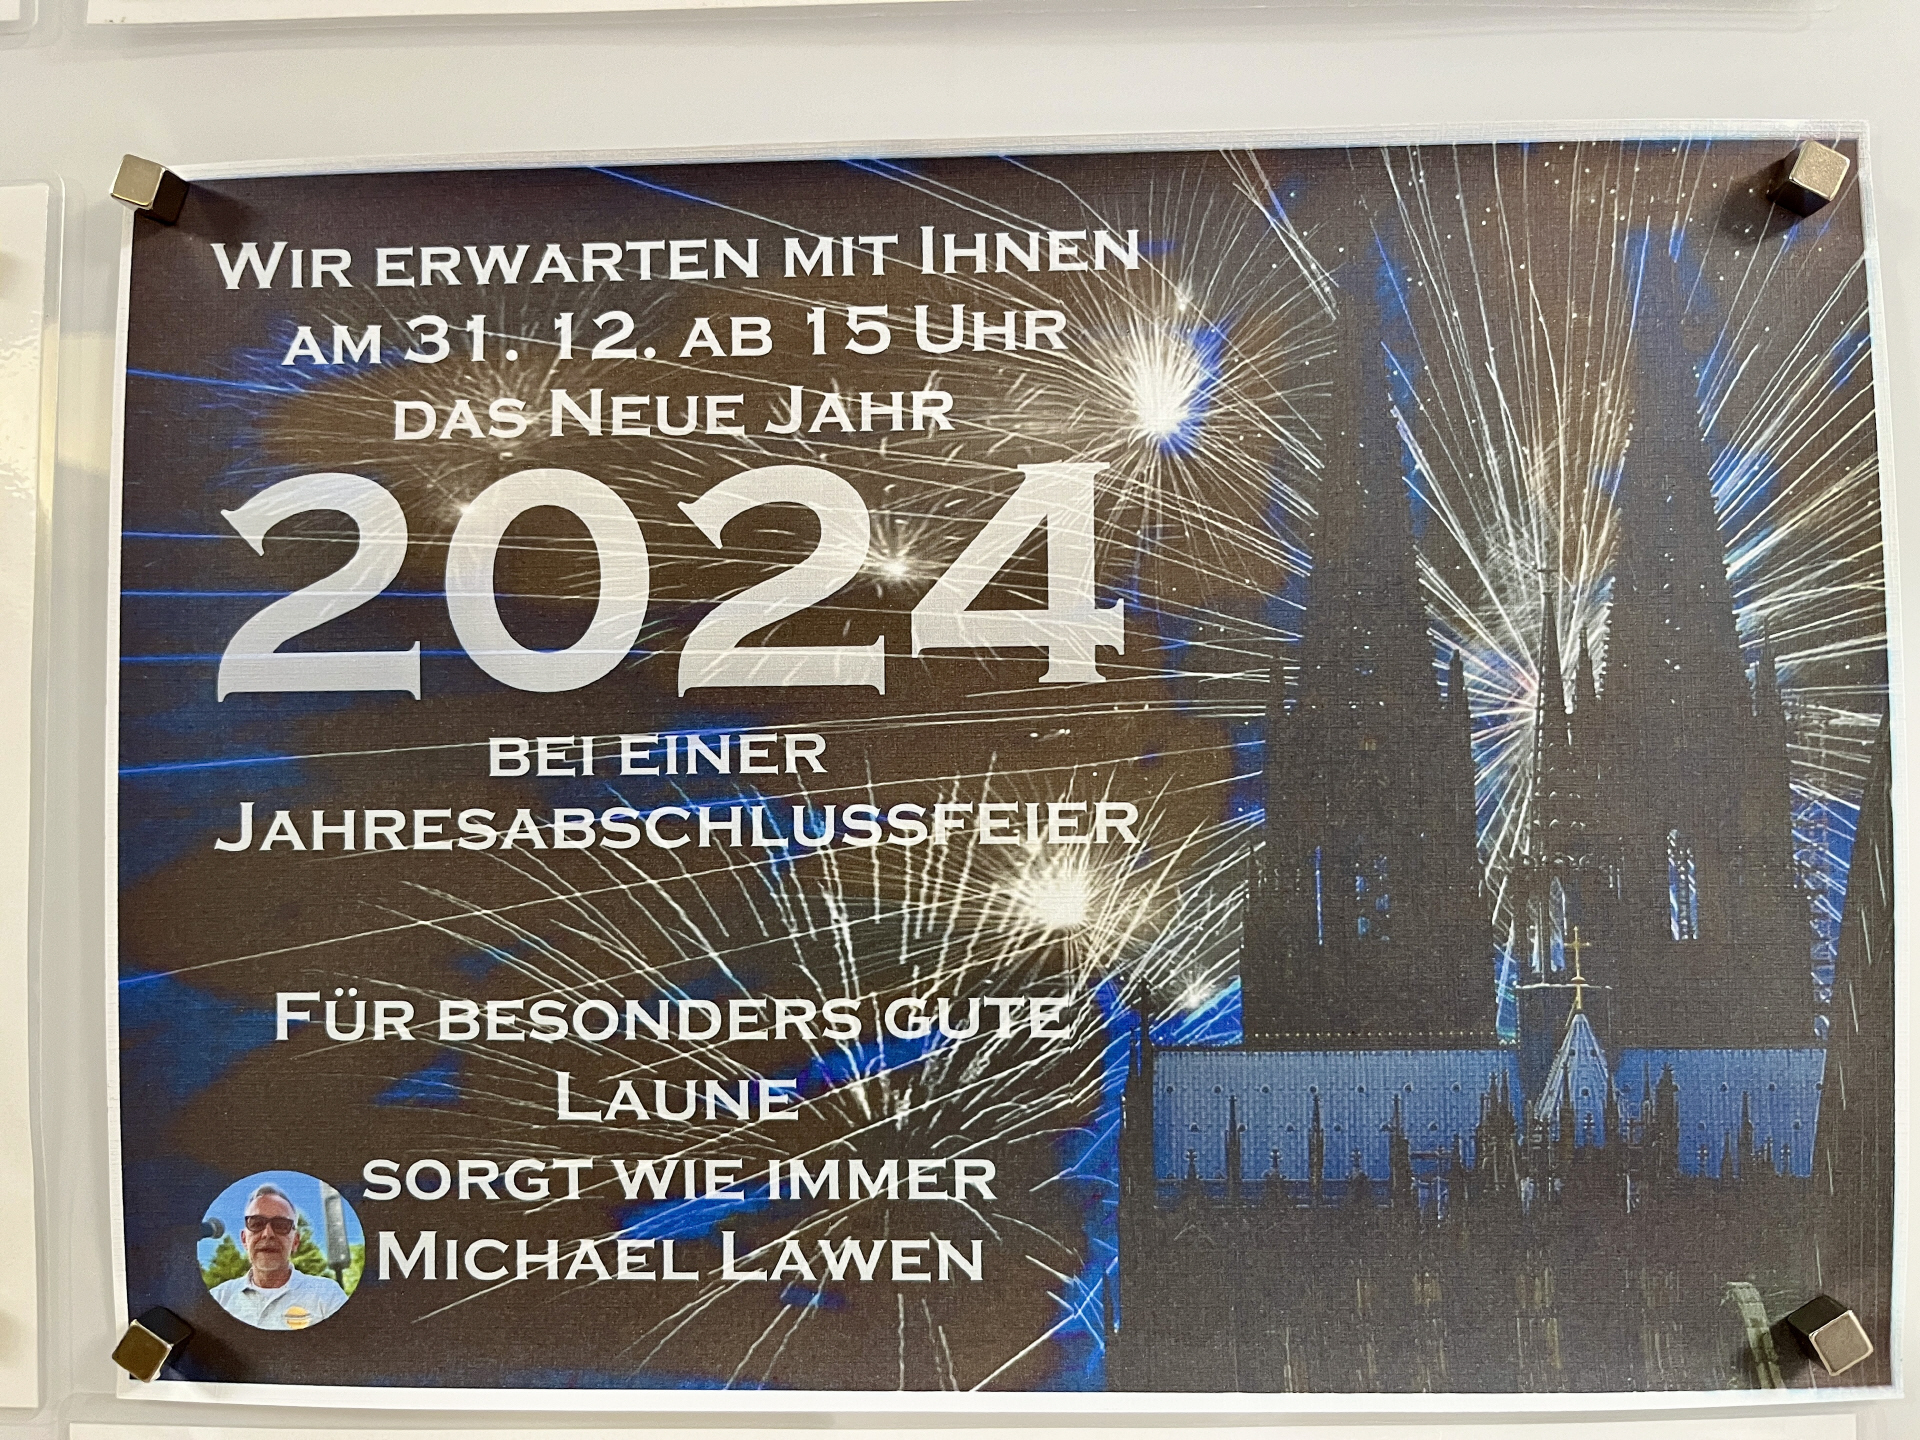 Wir erwarten mit Ihnen
am 31. 12. ab 15 Uhr
das Neue Jahr
2024
bei einer
Jahresabschlussfeier
Für besonders gute
Laune
sorgt wie immer
Michael Lawen